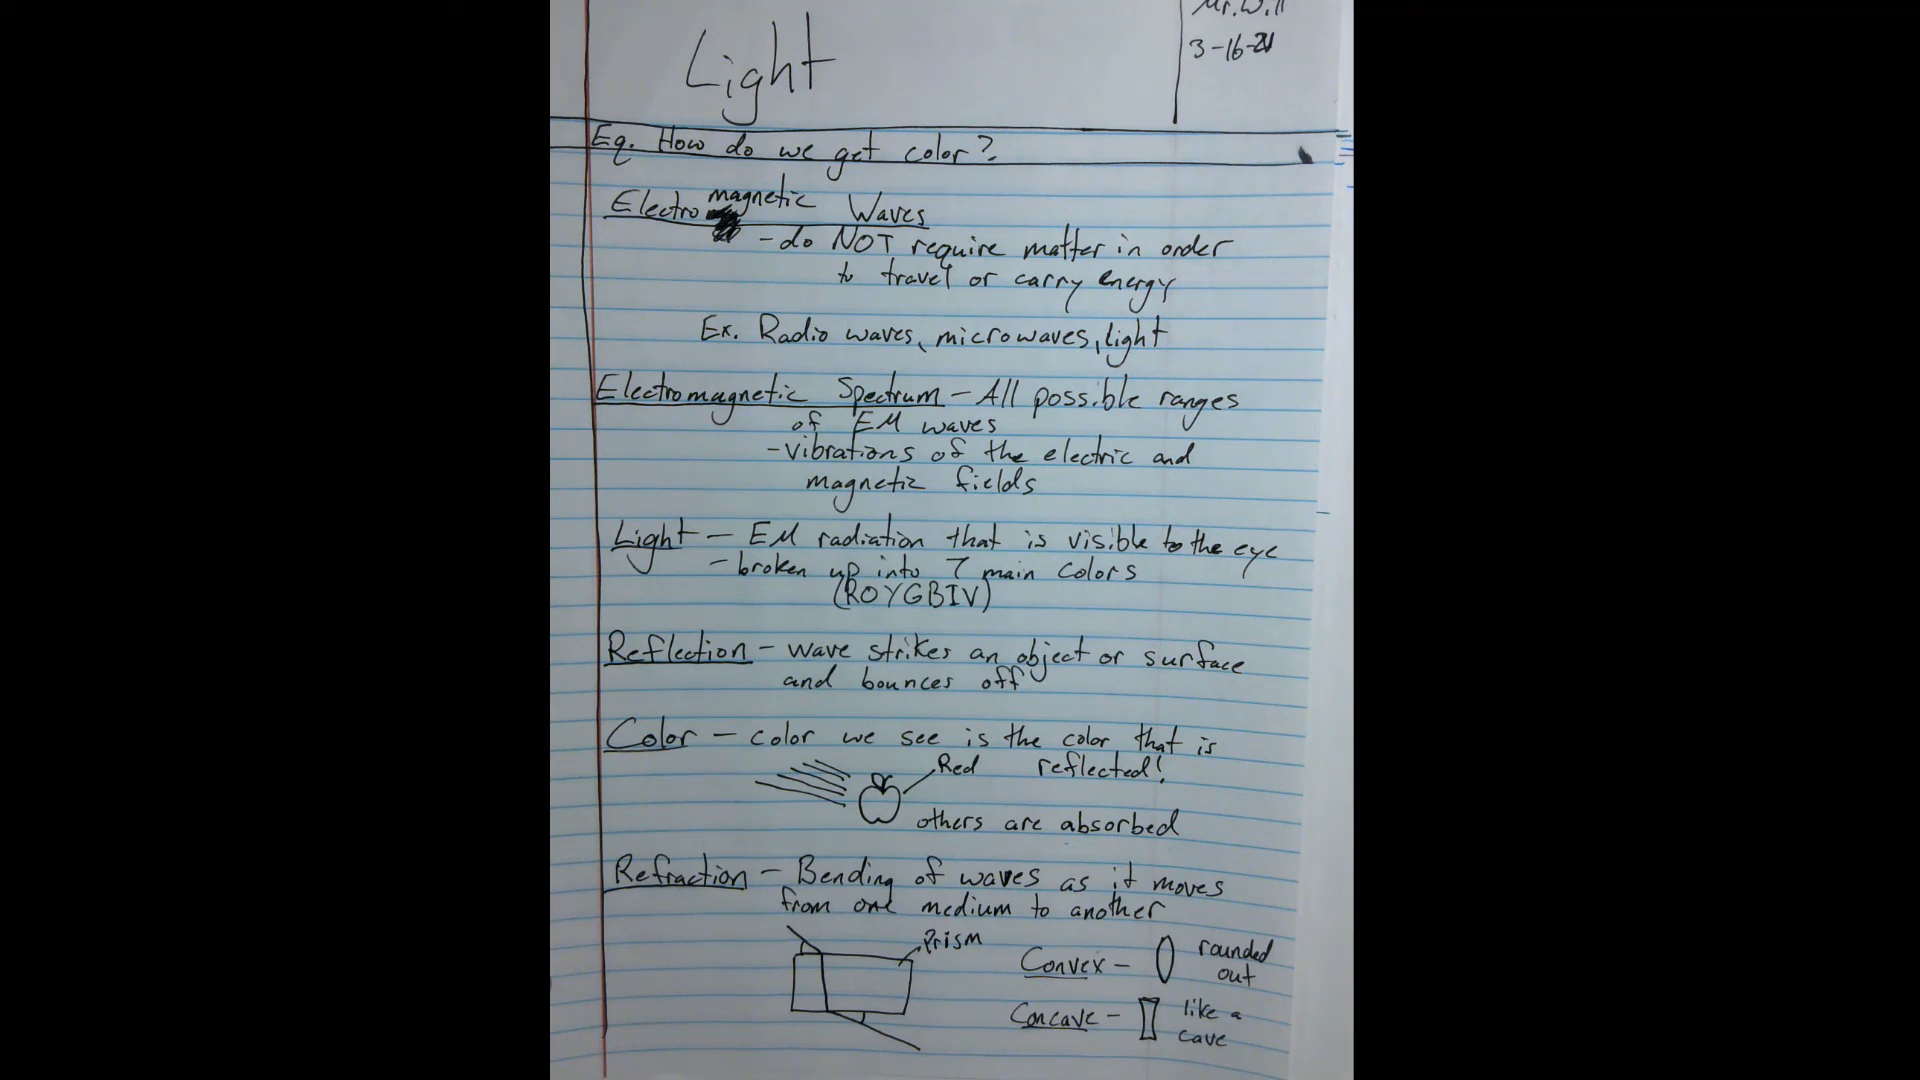 Light
Mr. Will
3-16-21
Eq. How do we get color?
Electromagnetic Waves
- do NOT require matter in order
to travel or carry energy
Ex. Radio waves, microwaves, light
Electromagnetic Spectrum - All possible ranges
of EM waves
- vibrations of the electric and
magnetic fields
Light - EM radiation that is visible to the eye
- broken up into 7 main colors
(ROYGBIV)
Reflection - wave strikes an object or surface
and bounces off
Color - color we see is the color that is
reflected!
Red
others are absorbed
Refraction - Bending of waves as it moves
from one medium to another
Prism
Convex - rounded
out
Concave - like a
cave